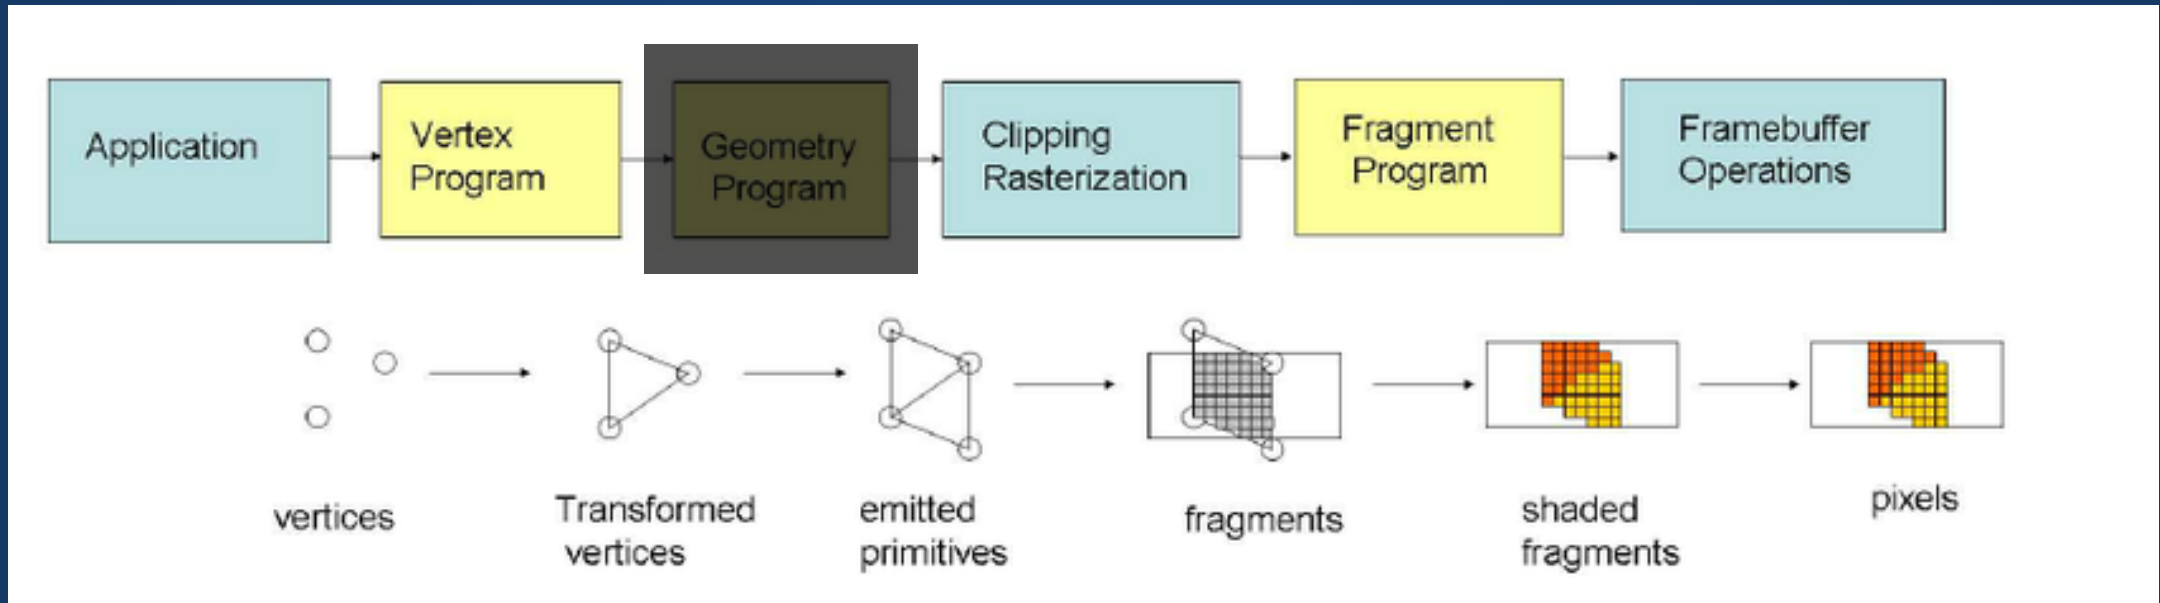 Application
Vertex
Program
Geometry
Program
Clipping
Rasterization
Fragment
Program
Framebuffer
Operations
vertices
Transformed
vertices
emitted
primitives
fragments
shaded
fragments
pixels